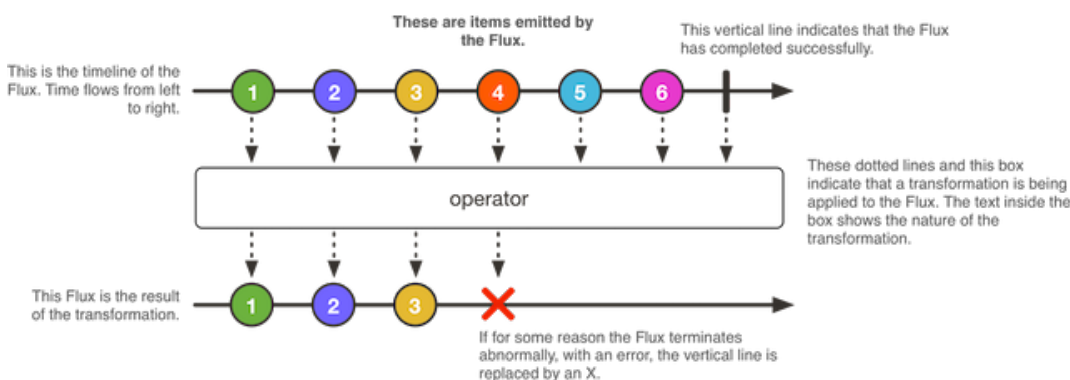 These are items emitted by
the Flux.
This vertical line indicates that the Flux
has completed successfully.
This is the timeline of the
Flux. Time flows from left
to right.
1 2 3 4 5 6
These dotted lines and this box
indicate that a transformation is being
applied to the Flux. The text inside the
box shows the nature of the
transformation.
operator
This Flux is the result
of the transformation.
1 2 3
If for some reason the Flux terminates
abnormally, with an error, the vertical line is
replaced by an X.